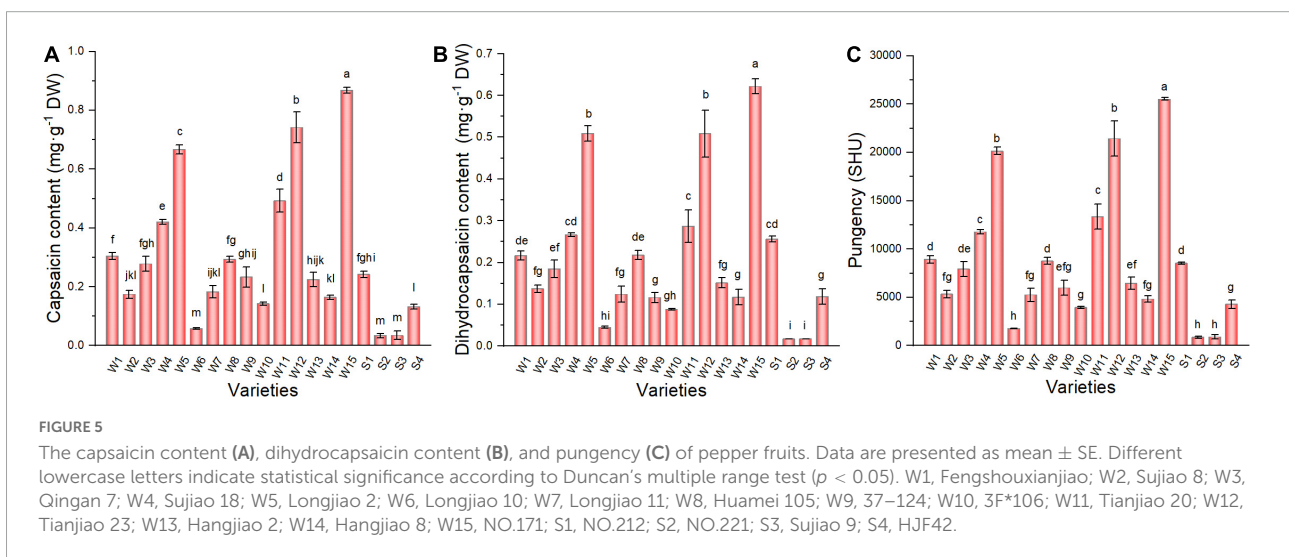 A
B
C
Capsaicin content (mg·g-1 DW)
1.0
0.8
0.6
0.4
0.2
0.0
f
jkl
fgh
e
c
m
ijkl
fg
ghij
l
d
b
hijk
kl
a
fghi
m
m
l
W1 W2 W3 W4 W5 W6 W7 W8 W9 W10 W11 W12 W13 W14 W15 S1 S2 S3 S4
Varieties
Dihydrocapsaicin content (mg·g-1 DW)
0.7
0.6
0.5
0.4
0.3
0.2
0.1
0.0
de
fg
ef
cd
b
hi
fg
de
g
gh
c
b
fg
g
a
cd
i
i
g
W1 W2 W3 W4 W5 W6 W7 W8 W9 W10 W11 W12 W13 W14 W15 S1 S2 S3 S4
Varieties
Pungency (SHU)
30000
25000
20000
15000
10000
5000
0
d
fg
de
c
b
h
fg
d
efg
g
c
b
ef
fg
a
d
h
h
g
W1 W2 W3 W4 W5 W6 W7 W8 W9 W10 W11 W12 W13 W14 W15 S1 S2 S3 S4
Varieties
FIGURE 5
The capsaicin content (A), dihydrocapsaicin content (B), and pungency (C) of pepper fruits. Data are presented as mean ± SE. Different
lowercase letters indicate statistical significance according to Duncan's multiple range test (p < 0.05). W1, Fengshouxianjiao; W2, Sujiao 8; W3,
Qingan 7; W4, Sujiao 18; W5, Longjiao 2; W6, Longjiao 10; W7, Longjiao 11; W8, Huamei 105; W9, 37–124; W10, 3F*106; W11, Tianjiao 20; W12,
Tianjiao 23; W13, Hangjiao 2; W14, Hangjiao 8; W15, NO.171; S1, NO.212; S2, NO.221; S3, Sujiao 9; S4, HJF42.